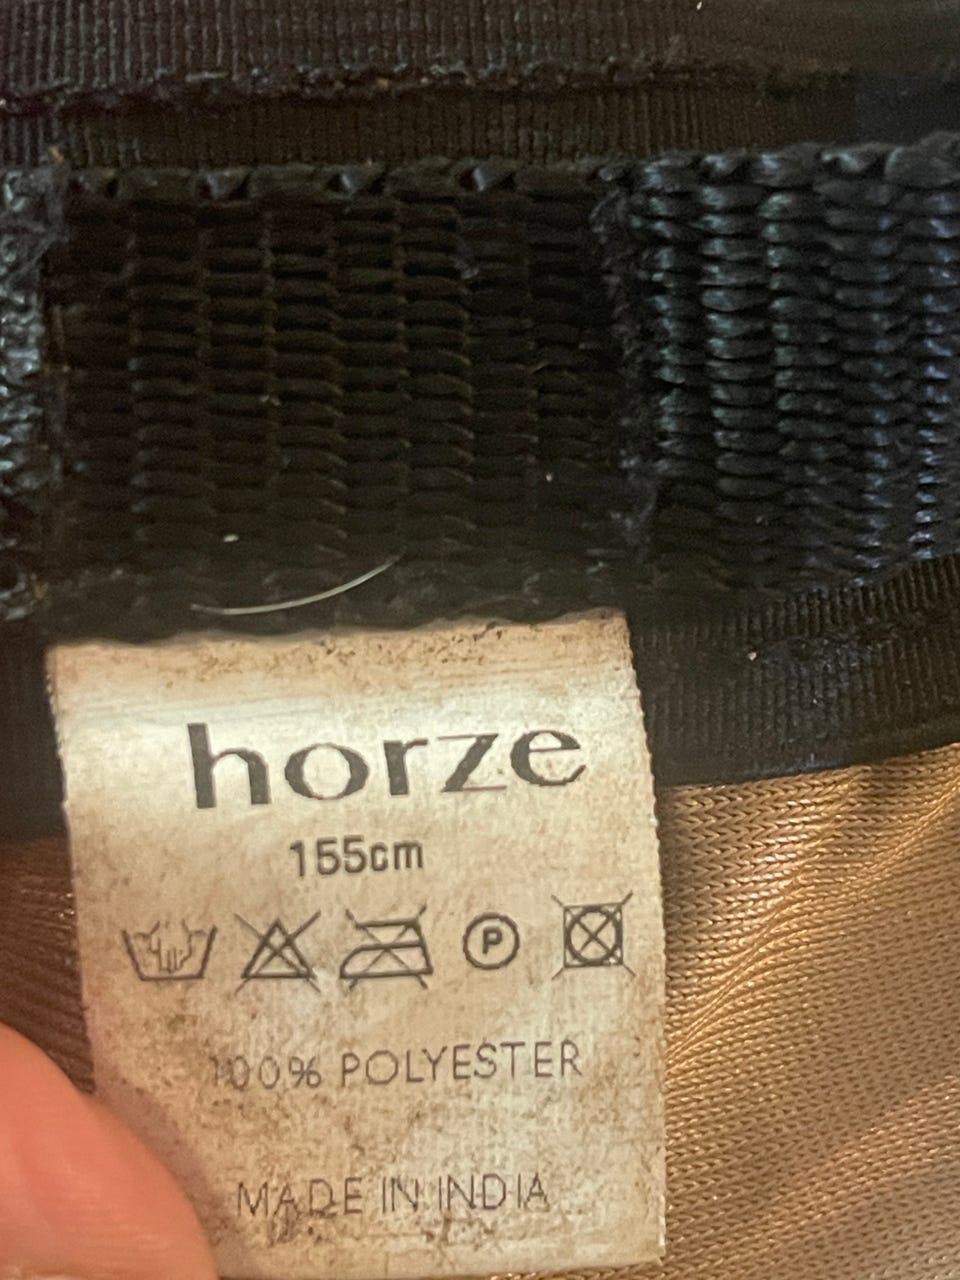 horze
155cm
P
100% POLYESTER
MADE IN INDIA